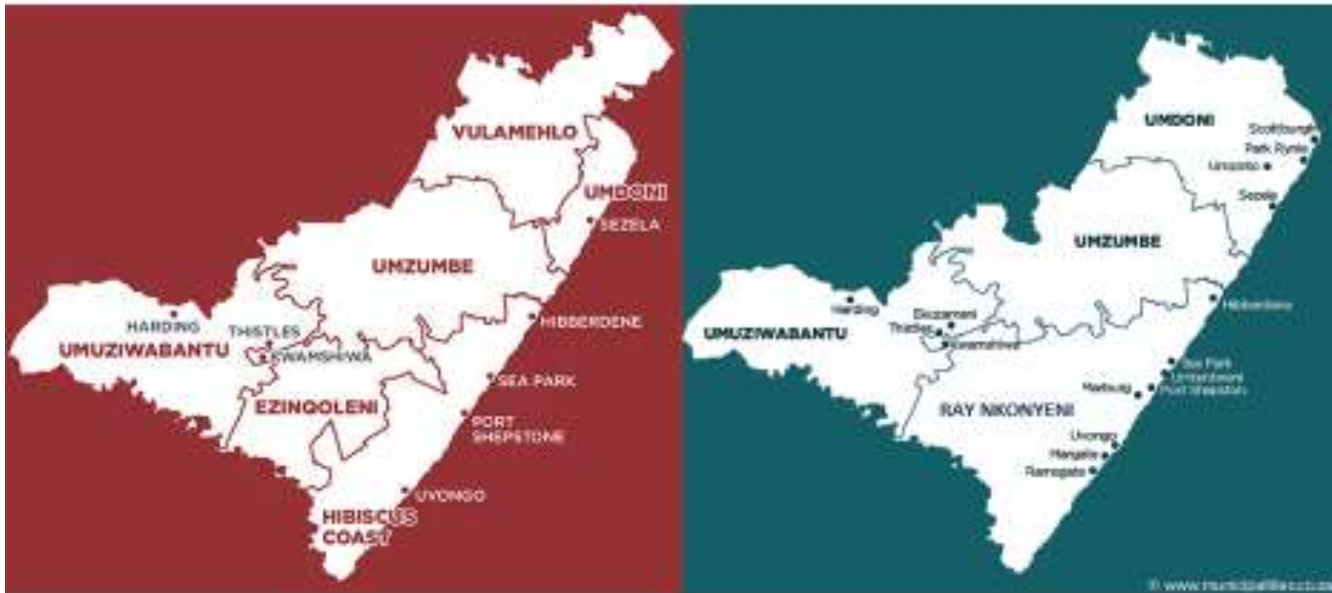 VULAMEHLO
UMDONI
SEZELA
UMZUMBE
HIBBERDENE
HARDING
THISTLES
UMUZIWABANTU
KWAMSHIWA
SEA PARK
EZINQOLENI
PORT
SHEPSTONE
UVONGO
HIBISCUS
COAST
UMDONI
Scottburgh
Park Rynie
Umzinto
Sezela
UMZUMBE
Hibberdene
Harding
Thistles
Kwamshiwa
UMUZIWABANTU
Sea Park
Umtentweni
Port Shepston
Marburg
RAY NKONYENI
Uvongo
Margate
Ramsgate
© www.municipalities.co.za